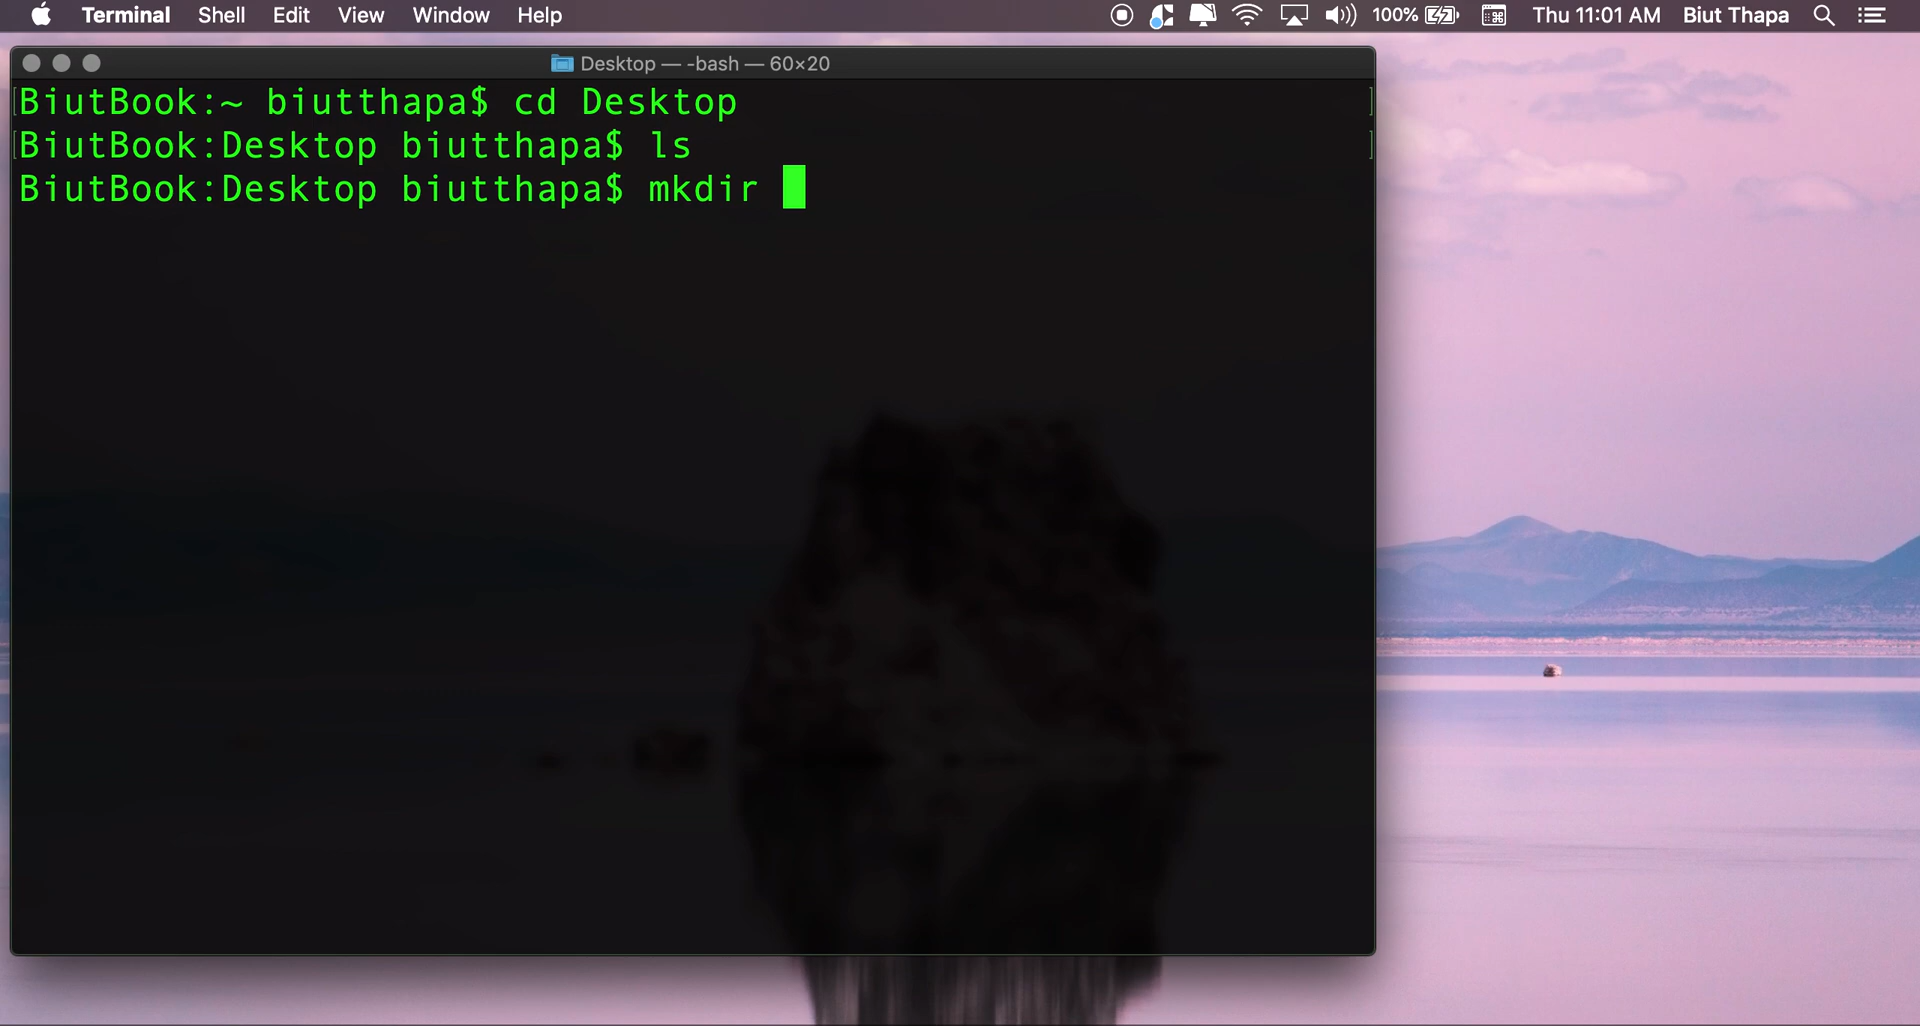 Terminal Shell Edit View Window Help 100% Thu 11:01 AM Biut Thapa
Desktop — -bash — 60×20
BiutBook:~ biutthapa$ cd Desktop
BiutBook:Desktop biutthapa$ ls
BiutBook:Desktop biutthapa$ mkdir